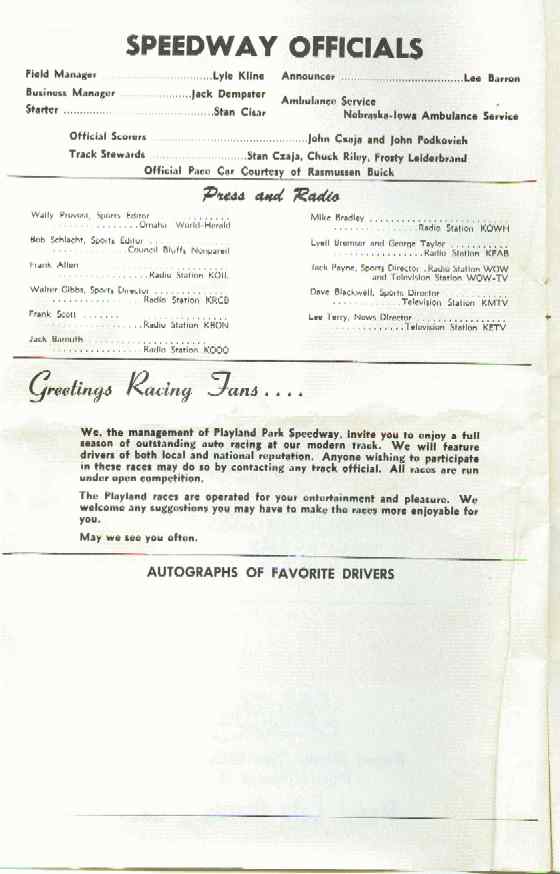 SPEEDWAY OFFICIALS
Field Manager ..............................Lyle Kline
Business Manager ....................Jack Dempster
Starter ..........................................Stan Cisar
Announcer ..................................Lee Barron
Ambulance Service
Nebraska-Iowa Ambulance Service
Official Scorers ............................................John Czaja and John Podkovich
Track Stewards ...........................Stan Czaja, Chuck Riley, Frosty Leiderbrand
Official Pace Car Courtesy of Rasmussen Buick
Press and Radio
Wally Provost, Sports Editor ..........
....................Omaha World-Herald
Bob Schlacht, Sports Editor ..
....................Council Bluffs Nonpareil
Frank Allen ....................
....................Radio Station KOIL
Walter Gibbs, Sports Director ............
....................Radio Station KRCB
Frank Scott ....................
....................Radio Station KBON
Jack Barnuth ....................
....................Radio Station KOOO
Mike Bradley ....................
....................Radio Station KOWH
Lyell Bremser and George Taylor ..........
....................Radio Station KFAB
Jack Payne, Sports Director ..Radio Station WOW
and Television Station WOW-TV
Dave Blackwell, Sports Director ............
..............Television Station KMTV
Lee Terry, News Director ................
..............Television Station KETV
Greetings Racing Fans . . . .
We, the management of Playland Park Speedway, invite you to enjoy a full
season of outstanding auto racing at our modern track. We will feature
drivers of both local and national reputation. Anyone wishing to participate
in these races may do so by contacting any track official. All races are run
under open competition.
The Playland races are operated for your entertainment and pleasure. We
welcome any suggestions you may have to make the races more enjoyable for
you.
May we see you often.
AUTOGRAPHS OF FAVORITE DRIVERS